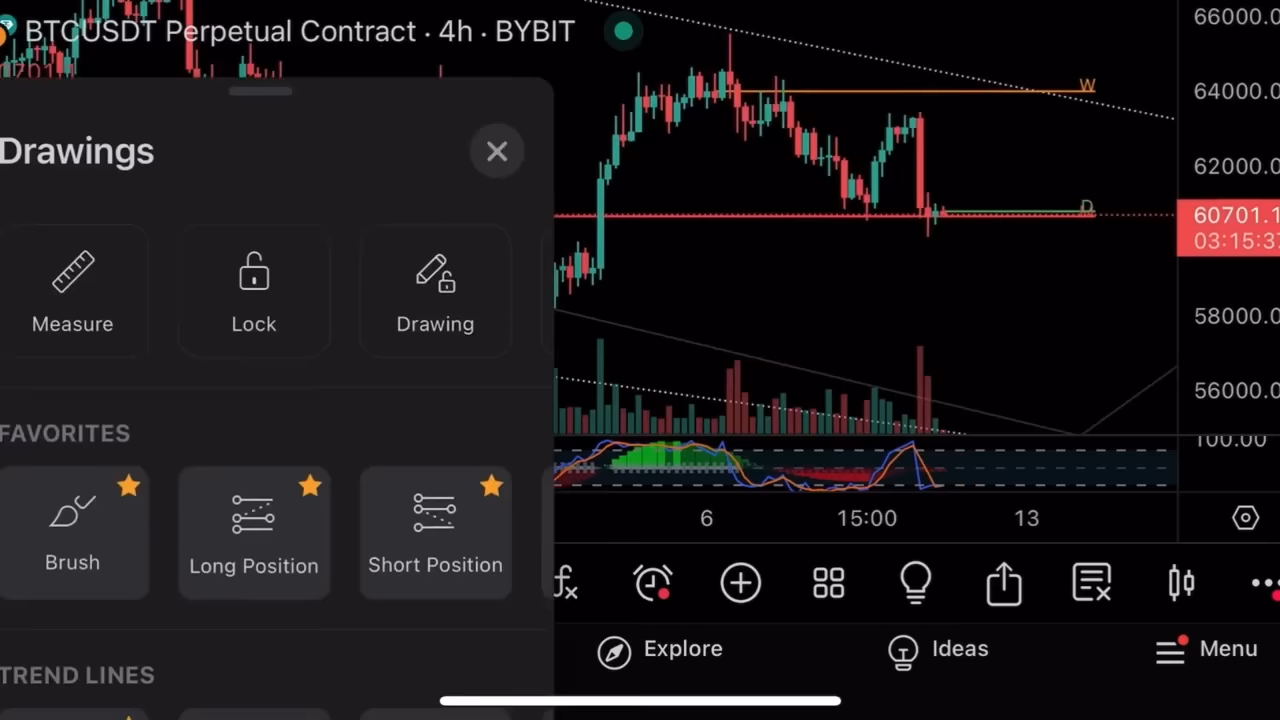 BTCUSDT Perpetual Contract · 4h · BYBIT
66000.0
W
64000.0
62000.0
D
60701.1
03:15:37
58000.0
56000.0
100.00
Drawings
Measure
Lock
Drawing
FAVORITES
Brush
Long Position
Short Position
TREND LINES
6
15:00
13
Explore
Ideas
Menu